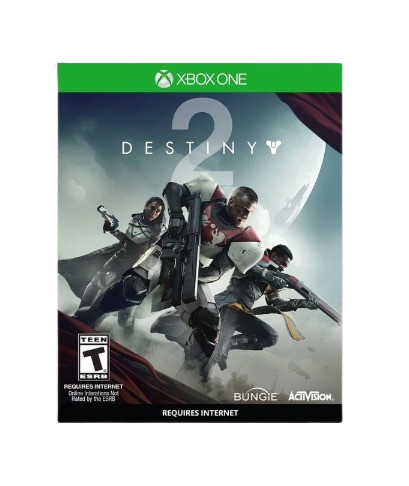 XBOX ONE
2
DESTINY
TEEN
T
ESRB
REQUIRES INTERNET
Online Interactions Not
Rated by the ESRB
BUNGIE
ACTIVISION.
REQUIRES INTERNET